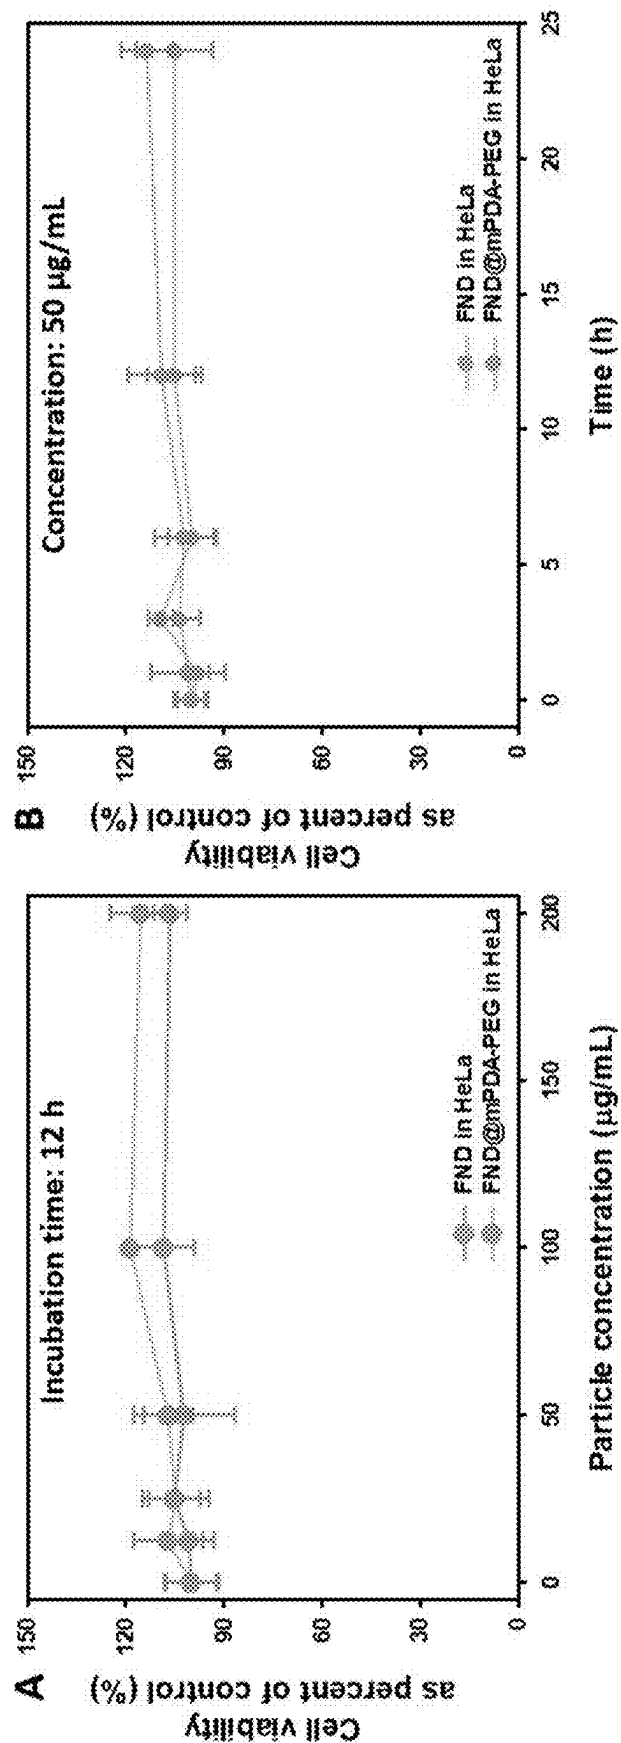 A
Cell viability
as percent of control (%)
150
120
90
60
30
0
Incubation time: 12 h
FND in HeLa
FND@mPDA-PEG in HeLa
0
50
100
150
200
Particle concentration (µg/mL)
B
Cell viability
as percent of control (%)
150
120
90
60
30
0
Concentration: 50 µg/mL
FND in HeLa
FND@mPDA-PEG in HeLa
0
5
10
15
20
25
Time (h)